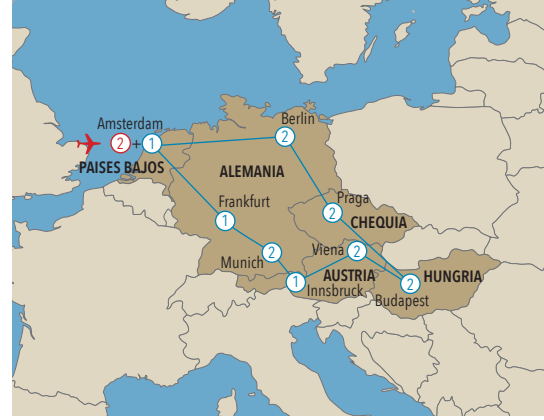 Amsterdam
2 + 1
PAISES BAJOS
Berlin
2
ALEMANIA
Frankfurt
1
Praga
2
CHEQUIA
Munich
2
Viena
2
AUSTRIA
HUNGRIA
1
Innsbruck
2
Budapest